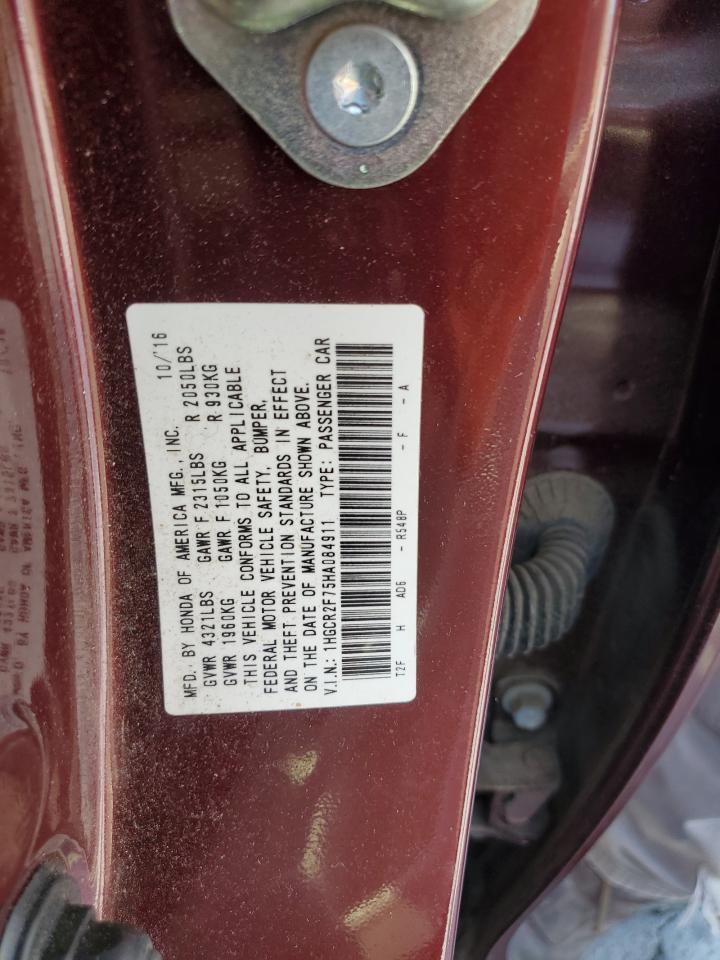 MFD. BY HONDA OF AMERICA MFG., INC. 10/'16
GVWR 4321LBS GAWR F 2315LBS R 2050LBS
GVWR 1960KG GAWR F 1050KG R 930KG
THIS VEHICLE CONFORMS TO ALL APPLICABLE
FEDERAL MOTOR VEHICLE SAFETY, BUMPER,
AND THEFT PREVENTION STANDARDS IN EFFECT
ON THE DATE OF MANUFACTURE SHOWN ABOVE.
V.I.N.: 1HGCR2F75HA084911 TYPE: PASSENGER CAR
T2F H AD6 - R548P - F - A